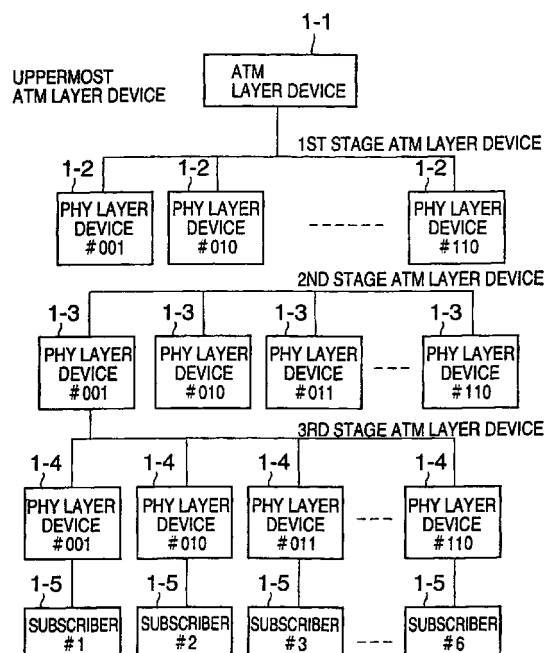 1-1
UPPERMOST
ATM LAYER DEVICE
ATM
LAYER DEVICE
1ST STAGE ATM LAYER DEVICE
1-2 1-2 1-2
PHY LAYER DEVICE #001
PHY LAYER DEVICE #010
PHY LAYER DEVICE #110
2ND STAGE ATM LAYER DEVICE
1-3 1-3 1-3 1-3
PHY LAYER DEVICE #001
PHY LAYER DEVICE #010
PHY LAYER DEVICE #011
PHY LAYER DEVICE #110
3RD STAGE ATM LAYER DEVICE
1-4 1-4 1-4 1-4
PHY LAYER DEVICE #001
PHY LAYER DEVICE #010
PHY LAYER DEVICE #011
PHY LAYER DEVICE #110
1-5 1-5 1-5 1-5
SUBSCRIBER #1
SUBSCRIBER #2
SUBSCRIBER #3
SUBSCRIBER #6